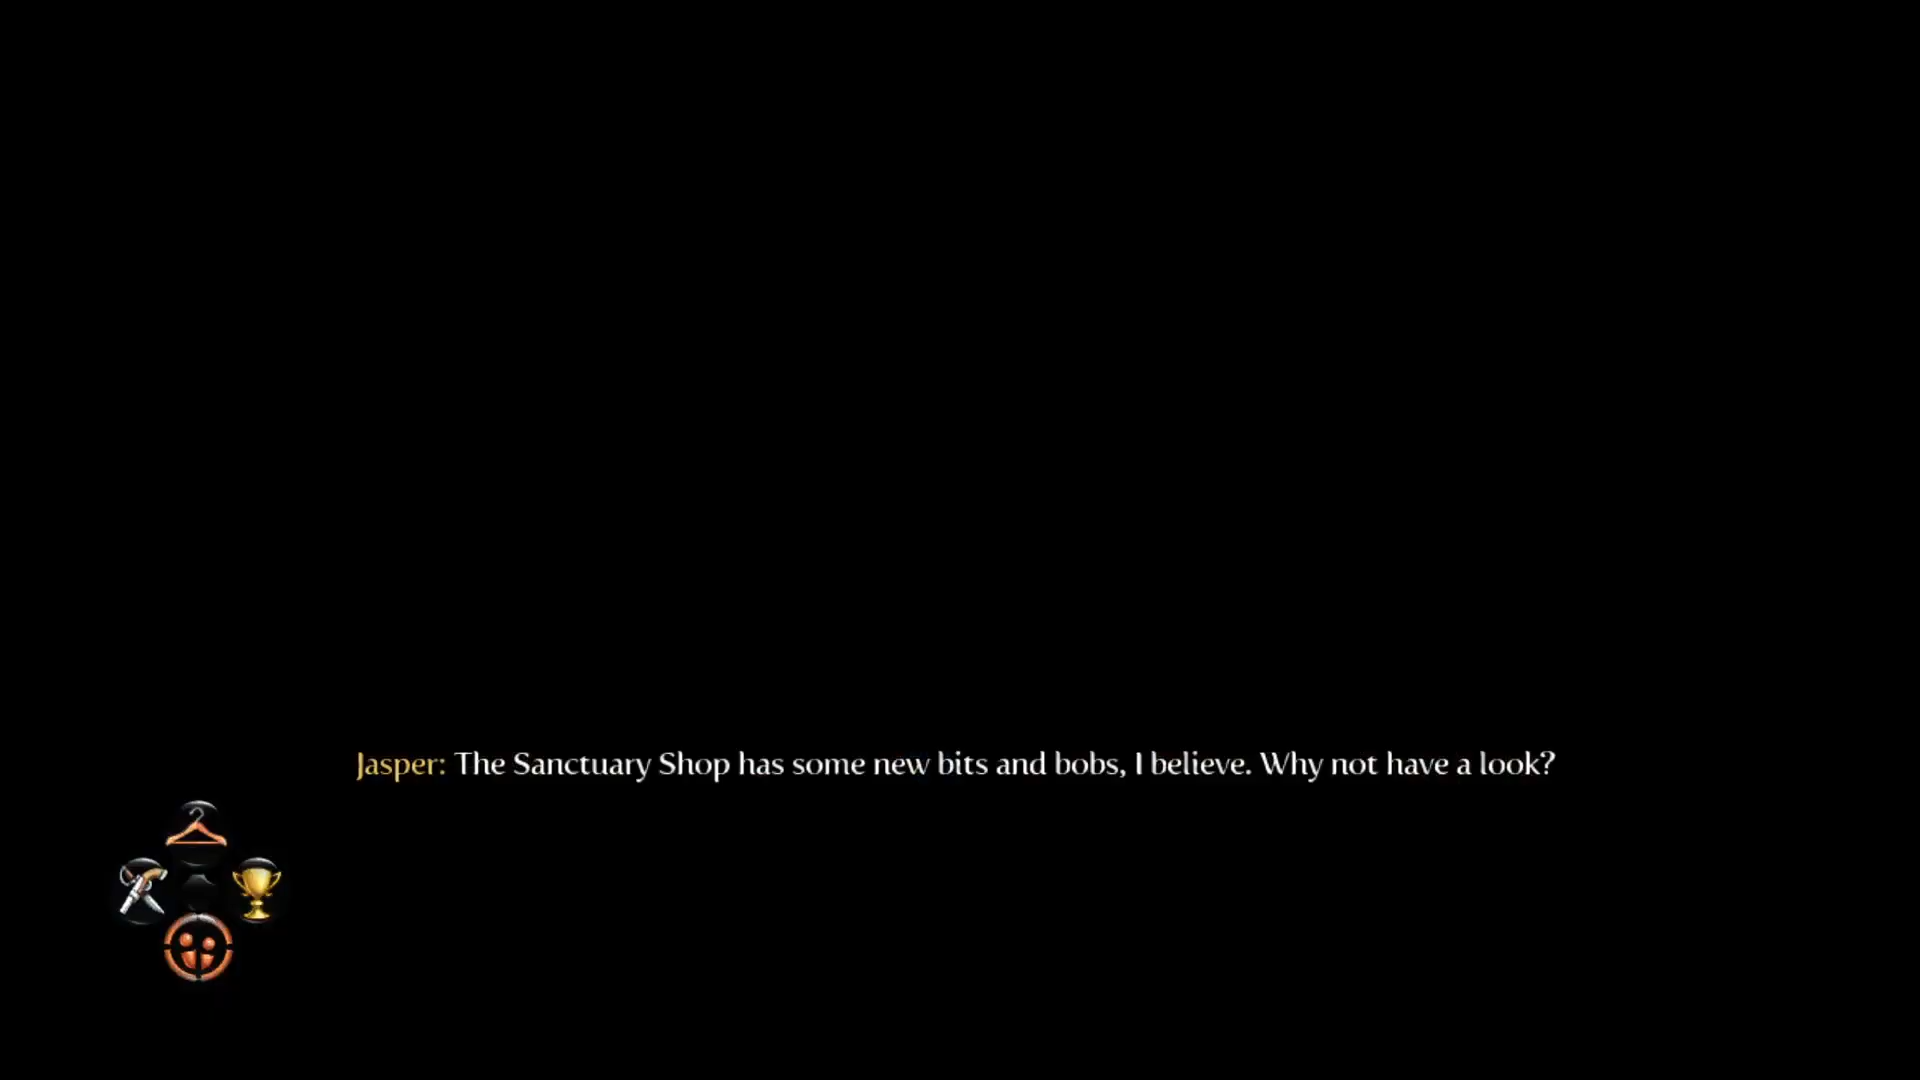 Jasper: The Sanctuary Shop has some new bits and bobs, I believe. Why not have a look?